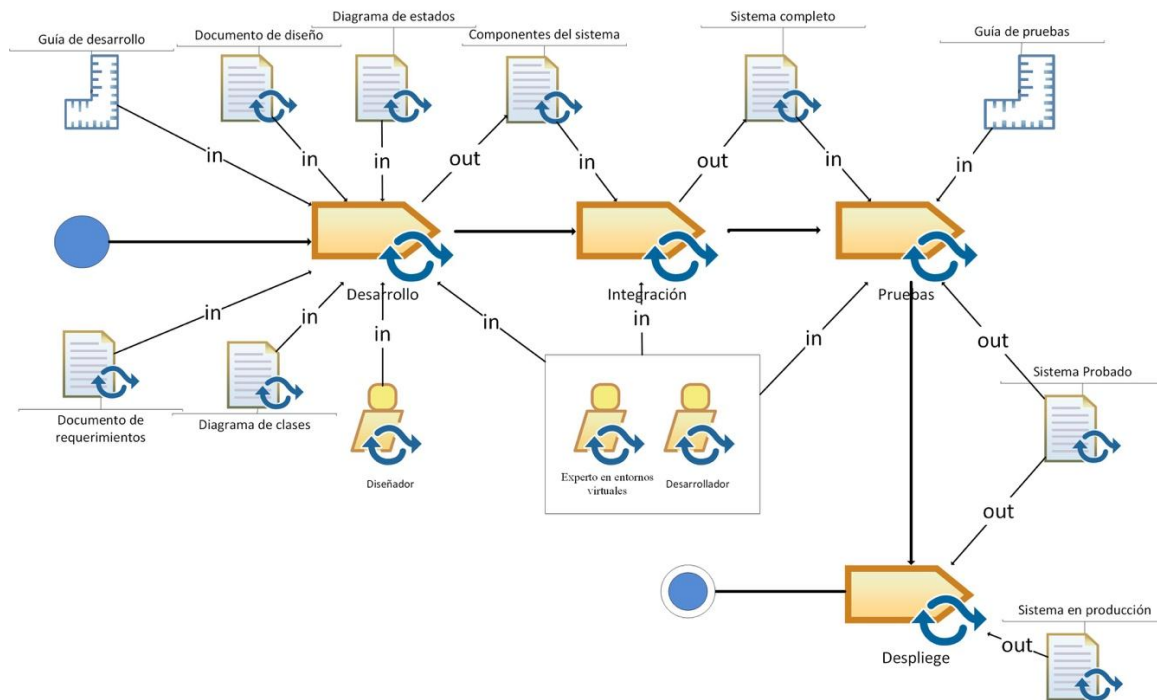 Diagrama de estados
Sistema completo
Guía de desarrollo
Documento de diseño
Componentes del sistema
Guía de pruebas
in
in
in
out
in
out
in
in
Desarrollo
Integración
Pruebas
in
in
in
in
in
in
out
Documento de
requerimientos
Diagrama de clases
Diseñador
Experto en entornos
virtuales
Desarrollador
Sistema Probado
out
Despliege
Sistema en producción
out